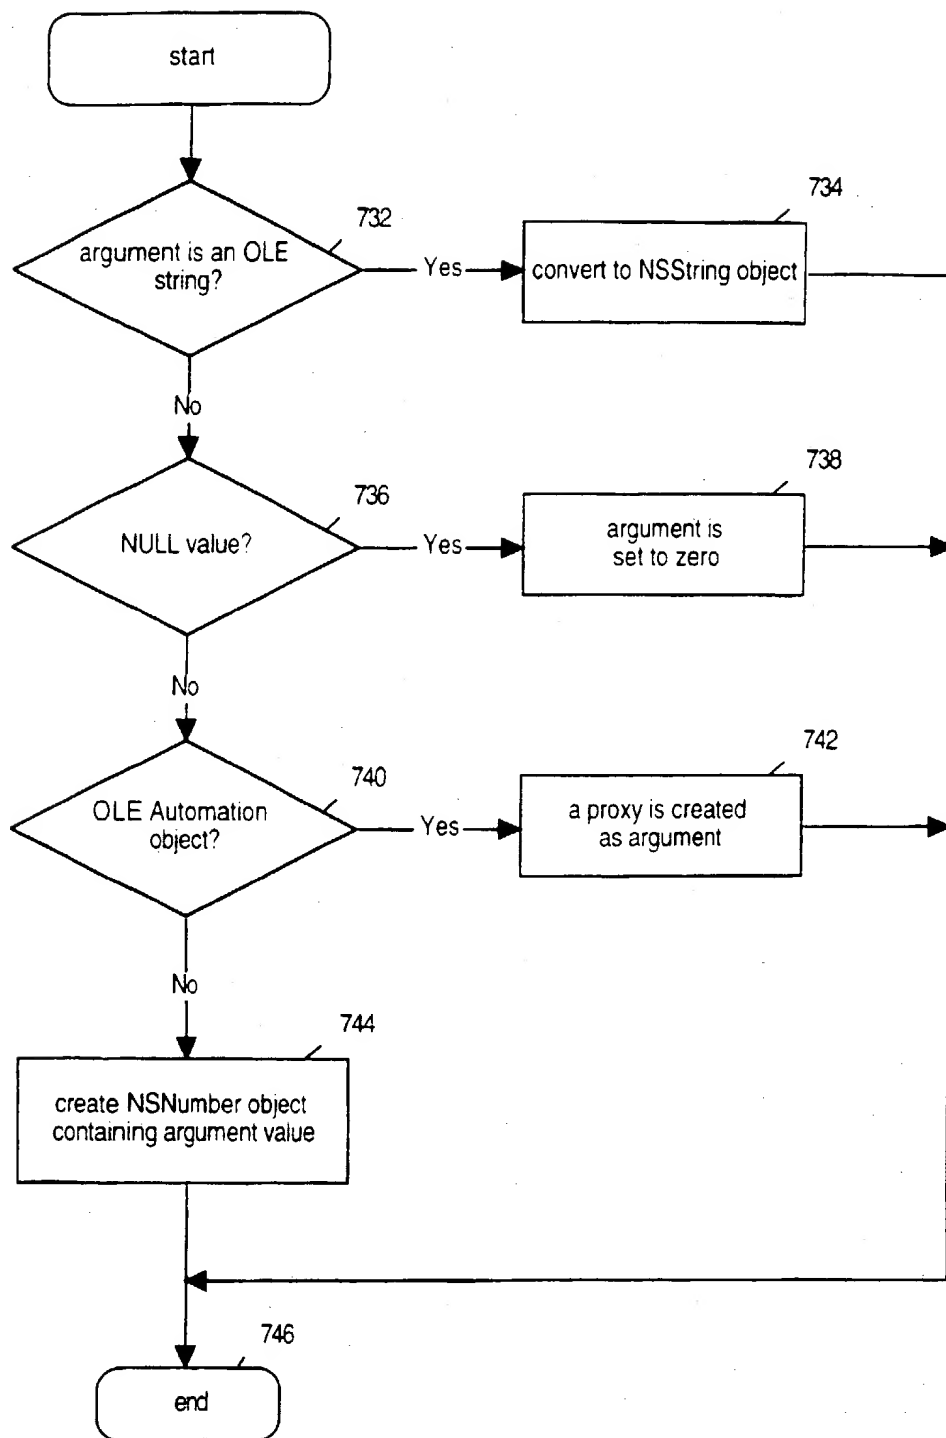 start
732
argument is an OLE
string?
Yes
734
convert to NSString object
No
736
NULL value?
Yes
738
argument is
set to zero
No
740
OLE Automation
object?
Yes
742
a proxy is created
as argument
No
744
create NSNumber object
containing argument value
746
end